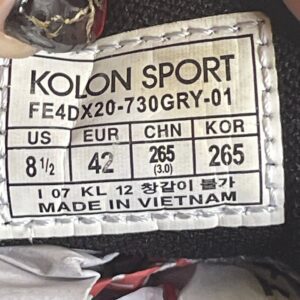 KOLON SPORT
FE4DX20-730GRY-01
US EUR CHN KOR
8 1/2 42 265 (3.0) 265
I 07 KL 12 창갈이 불가
MADE IN VIETNAM